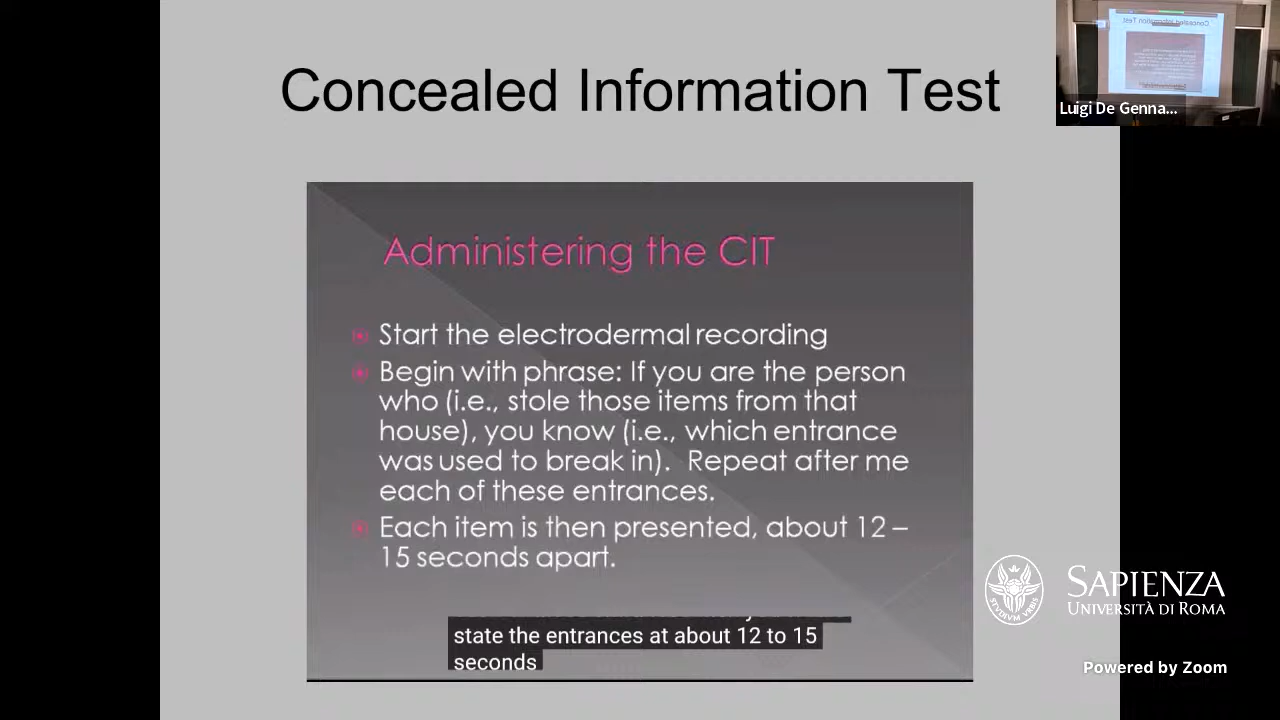 Concealed Information Test
Luigi De Genna...
Administering the CIT
Start the electrodermal recording
Begin with phrase: If you are the person
who (i.e., stole those items from that
house), you know (i.e., which entrance
was used to break in). Repeat after me
each of these entrances.
Each item is then presented, about 12 –
15 seconds apart.
state the entrances at about 12 to 15
seconds
SAPIENZA
UNIVERSITÀ DI ROMA
Powered by Zoom